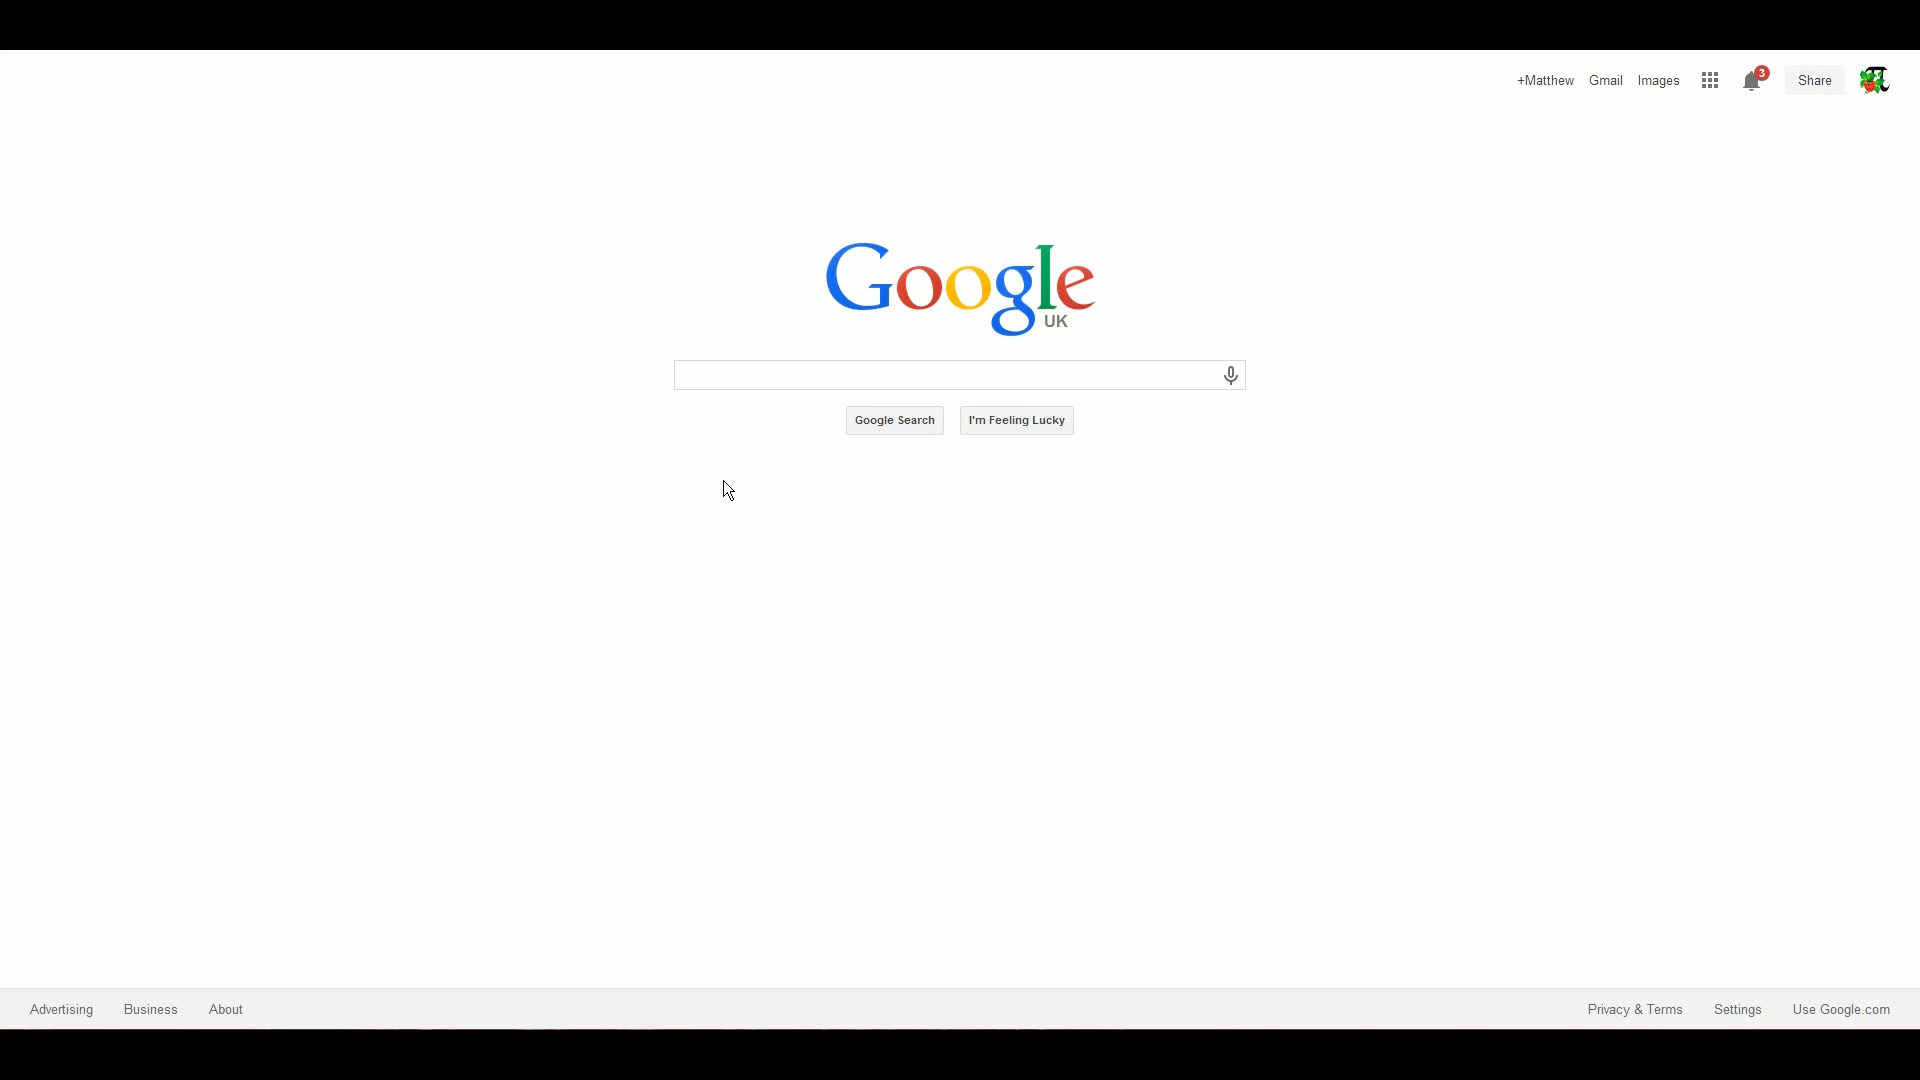 +Matthew Gmail Images 3 Share
Google
UK
Google Search I'm Feeling Lucky
Advertising Business About Privacy & Terms Settings Use Google.com